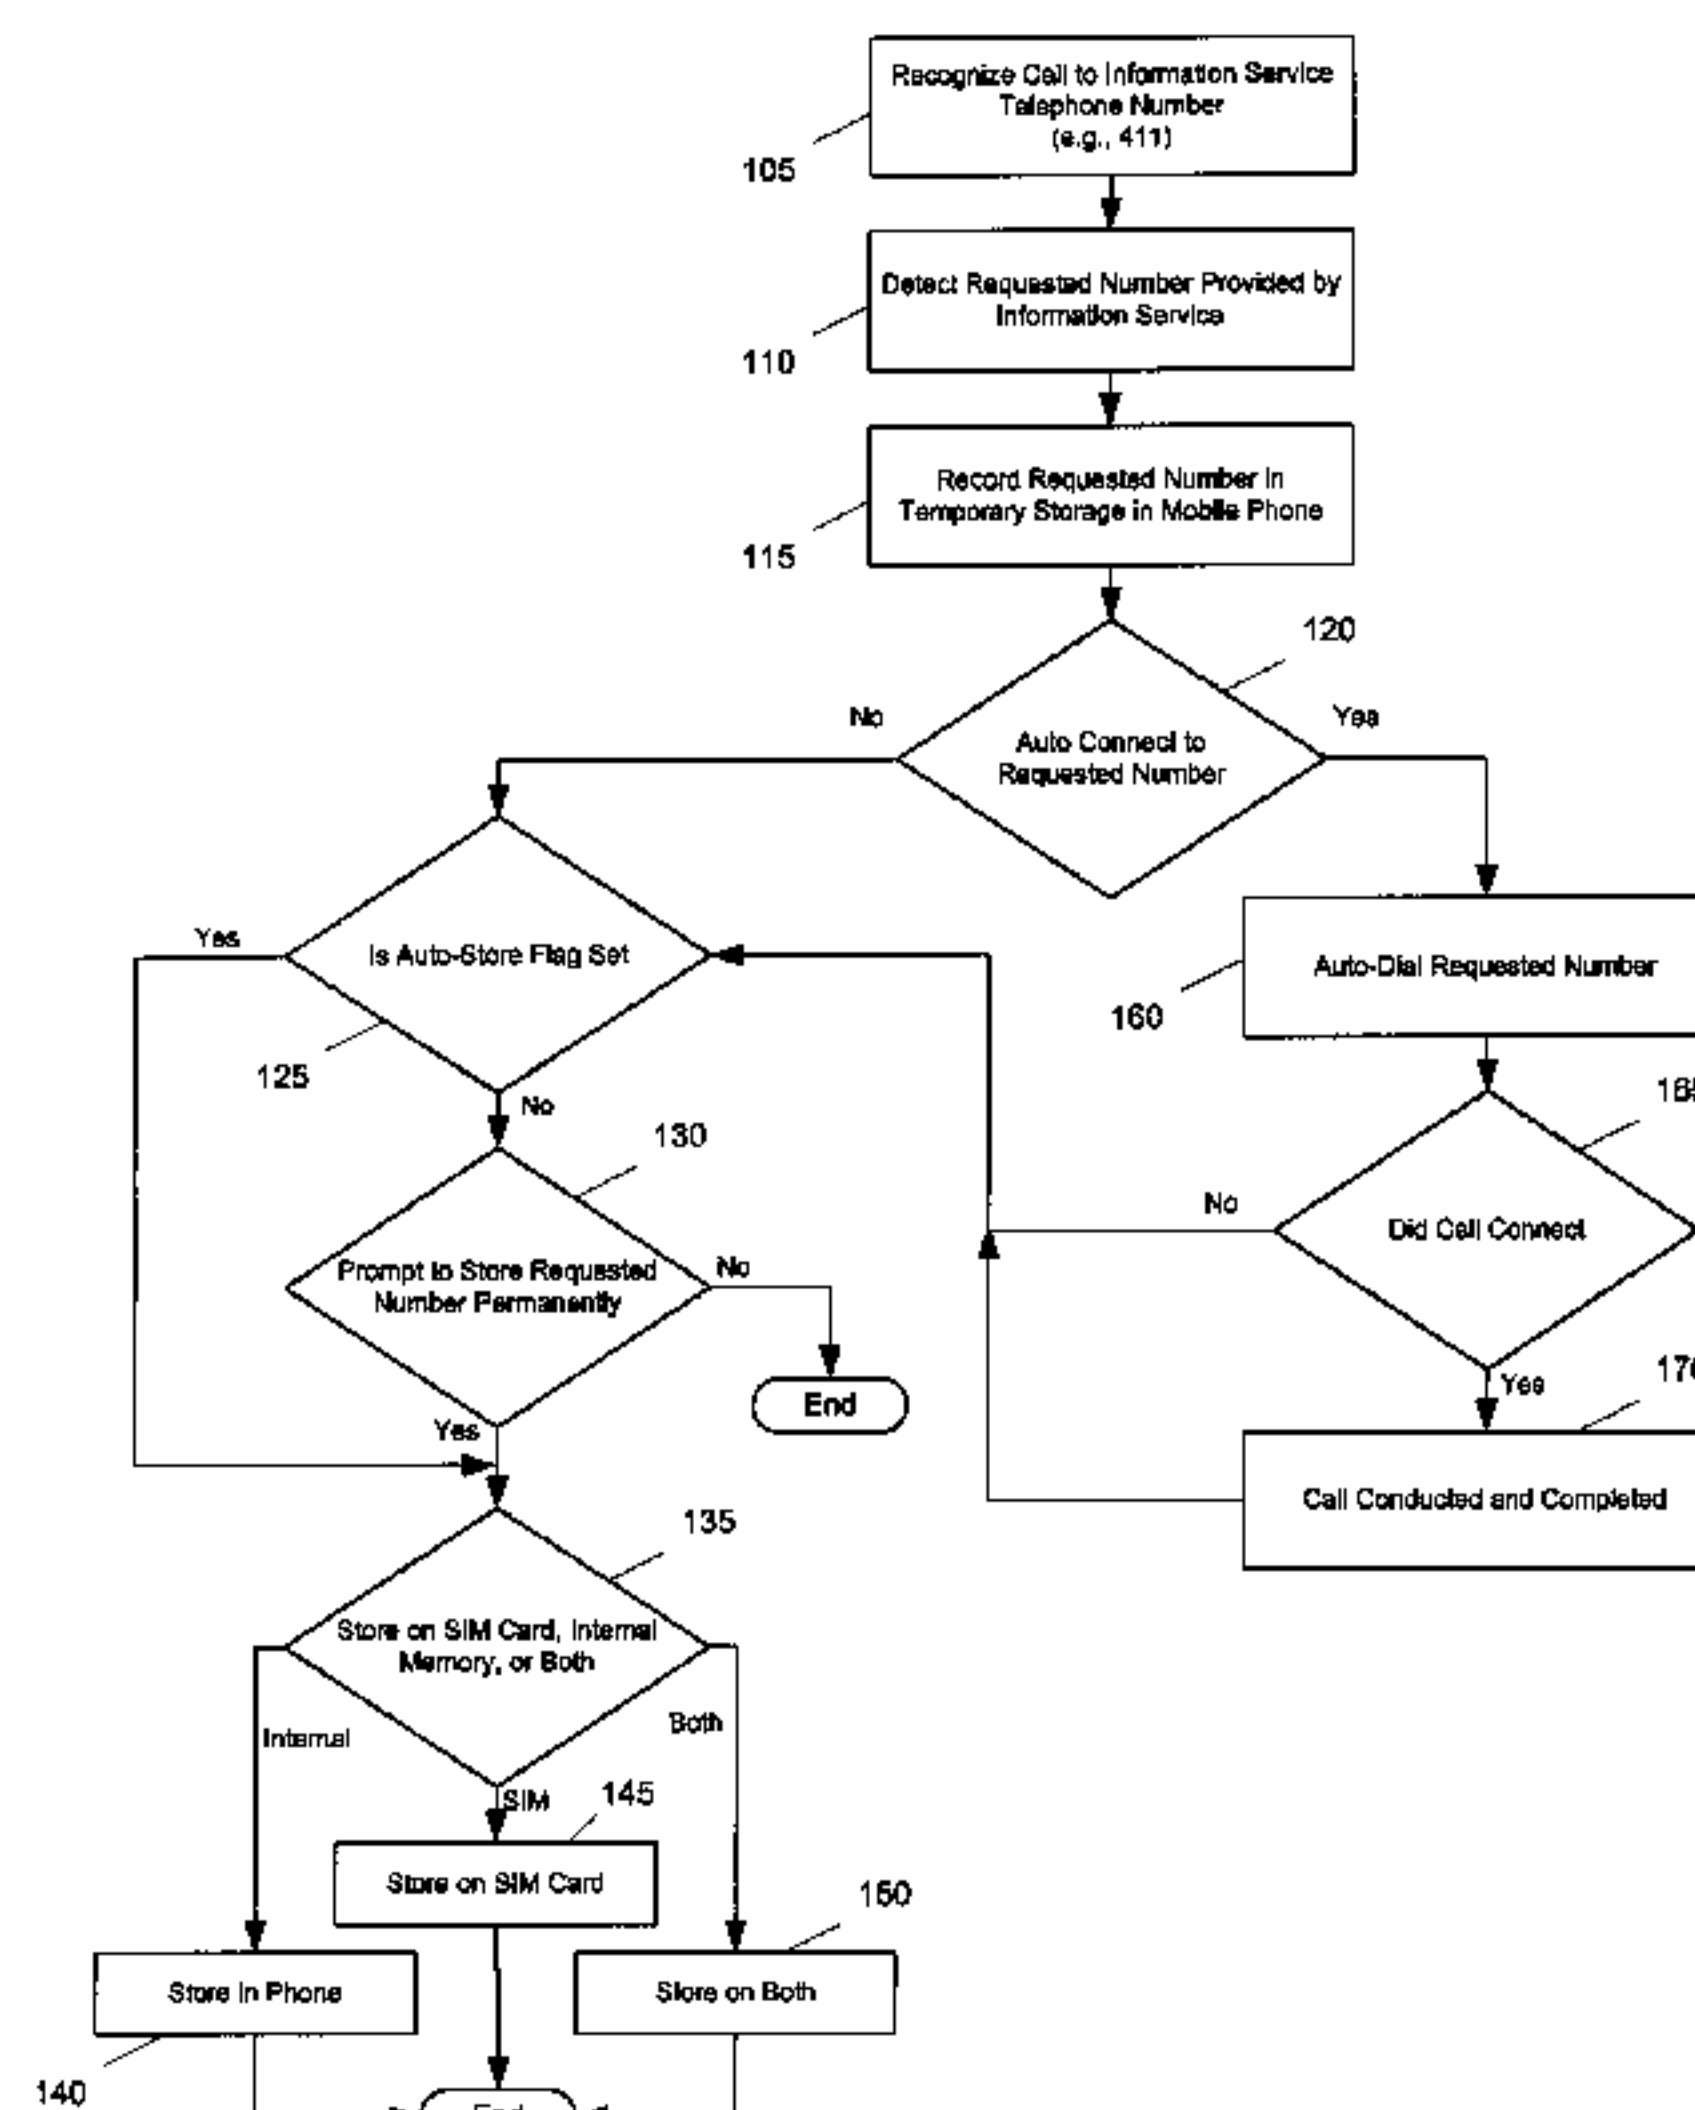 Recognize Call to Information Service
Telephone Number
(e.g., 411)
105
Detect Requested Number Provided by
Information Service
110
Record Requested Number in
Temporary Storage in Mobile Phone
115
120
No
Yes
Auto Connect to
Requested Number
Yes
Is Auto-Store Flag Set
125
No
Auto-Dial Requested Number
160
165
130
No
Did Call Connect
Prompt to Store Requested
Number Permanently
No
End
Yes
Yes
170
Call Conducted and Completed
135
Store on SIM Card, Internal
Memory, or Both
Internal
Both
SIM
145
Store on SIM Card
150
Store in Phone
Store on Both
140
End